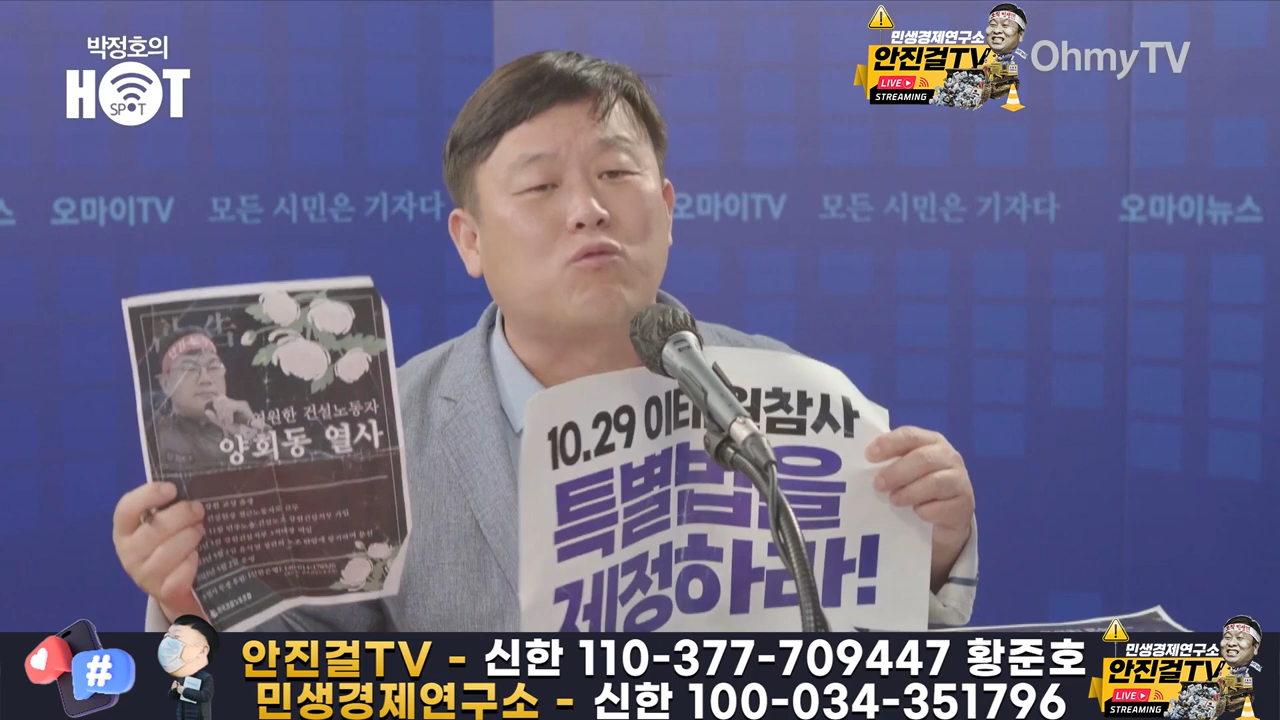 박정호의
HOT
SPOT
민생경제연구소
안진걸TV
LIVE
STREAMING
OhmyTV
오마이TV
모든 시민은 기자다
오마이TV
모든 시민은 기자다
오마이뉴스
영원한 건설노동자
양회동 열사
10.29 이태원참사
특별법을
제정하라!
#
안진걸TV - 신한 110-377-709447 황준호
민생경제연구소 - 신한 100-034-351796
민생경제연구소
안진걸TV
LIVE
STREAMING